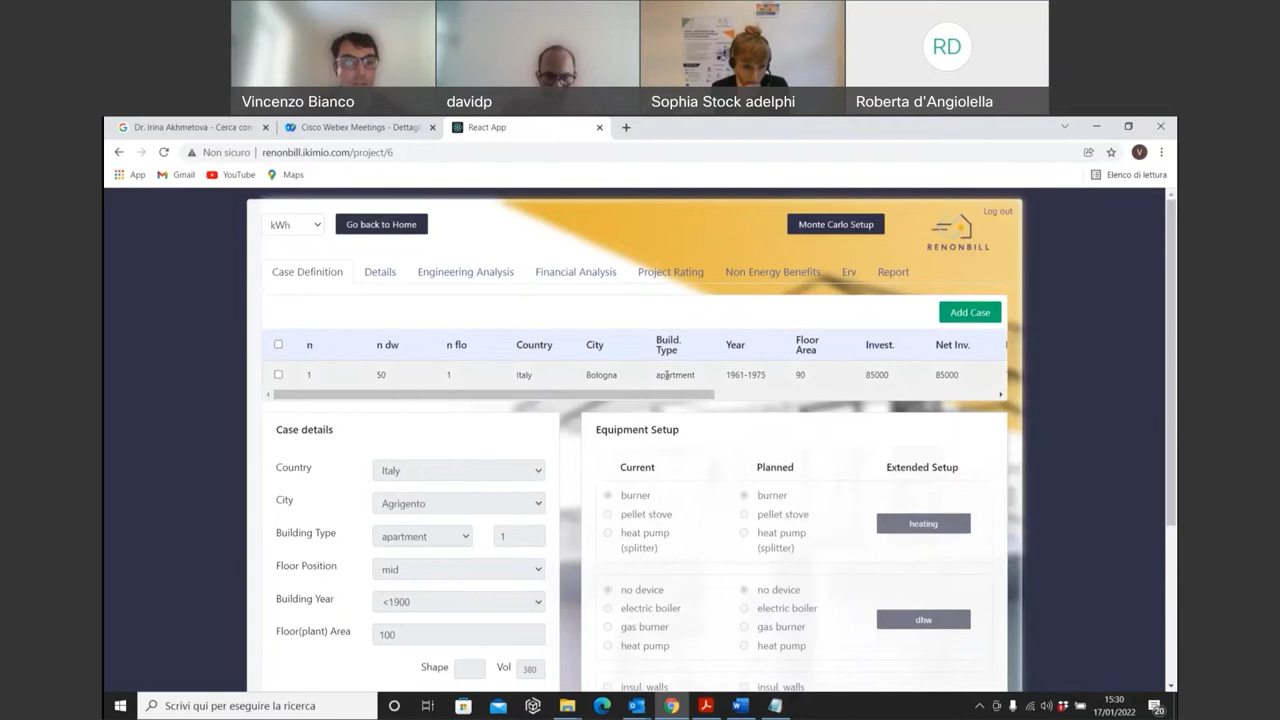 Vincenzo Bianco
davidp
Sophia Stock adelphi
RD
Roberta d'Angiolella
Dr. Irina Akhmetova - Cerca con
Cisco Webex Meetings - Dettagli
React App
Non sicuro
renonbill.ikimio.com/project/6
App
Gmail
YouTube
Maps
Elenco di lettura
kWh
Go back to Home
Monte Carlo Setup
Log out
RENONBILL
Case Definition
Details
Engineering Analysis
Financial Analysis
Project Rating
Non Energy Benefits
Erv
Report
Add Case
n n dw n flo Country City Build. Type Year Floor Area Invest. Net Inv.
1 50 1 Italy Bologna apartment 1961-1975 90 85000 85000
Case details
Country Italy
City Agrigento
Building Type apartment 1
Floor Position mid
Building Year <1900
Floor(plant) Area 100
Shape Vol 380
Equipment Setup
Current Planned Extended Setup
burner burner
pellet stove pellet stove
heat pump (splitter) heat pump (splitter)
heating
no device no device
electric boiler electric boiler
gas burner gas burner
heat pump heat pump
dhw
insul. walls insul. walls
Scrivi qui per eseguire la ricerca
15:30
17/01/2022
20